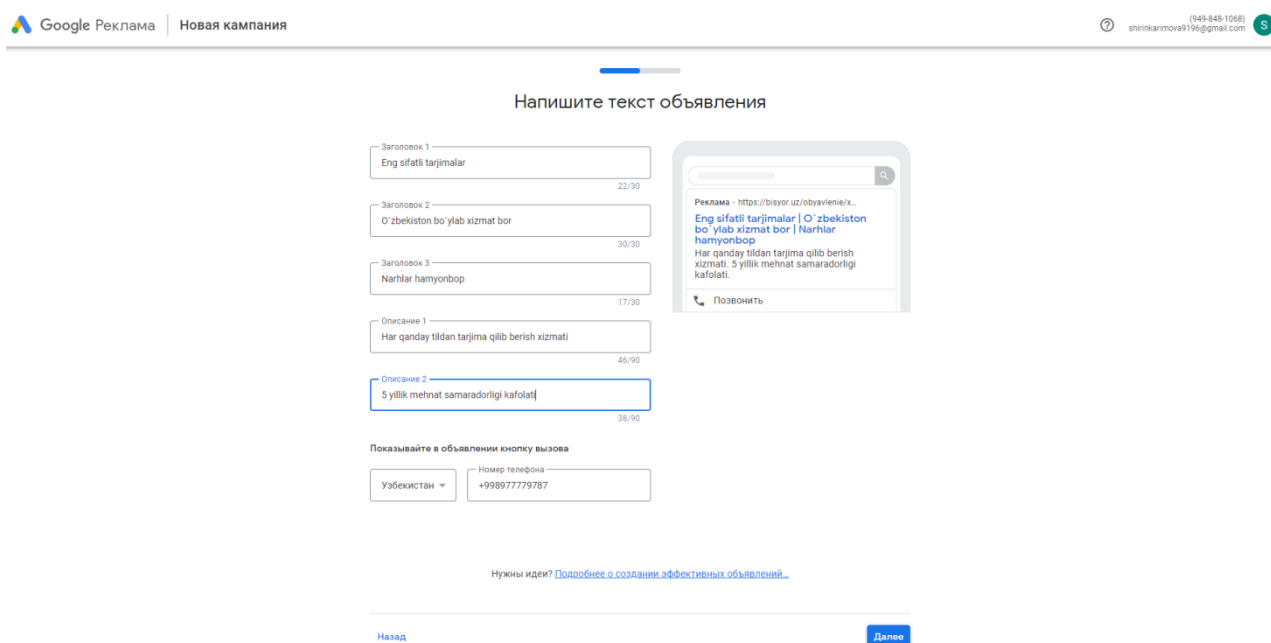 Google Реклама
Новая кампания
(949-848-1068)
shirinkarimova9196@gmail.com
S
Напишите текст объявления
Заголовок 1
Eng sifatli tarjimalar
22/30
Заголовок 2
O`zbekiston bo`ylab xizmat bor
30/30
Заголовок 3
Narhlar hamyonbop
17/30
Описание 1
Har qanday tildan tarjima qilib berish xizmati
46/90
Описание 2
5 yillik mehnat samaradorligi kafolati
38/90
Реклама - https://bisyor.uz/obyavlenie/x...
Eng sifatli tarjimalar | O`zbekiston
bo`ylab xizmat bor | Narhlar
hamyonbop
Har qanday tildan tarjima qilib berish
xizmati. 5 yillik mehnat samaradorligi
kafolati.
Позвонить
Показывайте в объявлении кнопку вызова
Узбекистан
Номер телефона
+998977779787
Нужны идеи? Подробнее о создании эффективных объявлений...
Назад
Далее